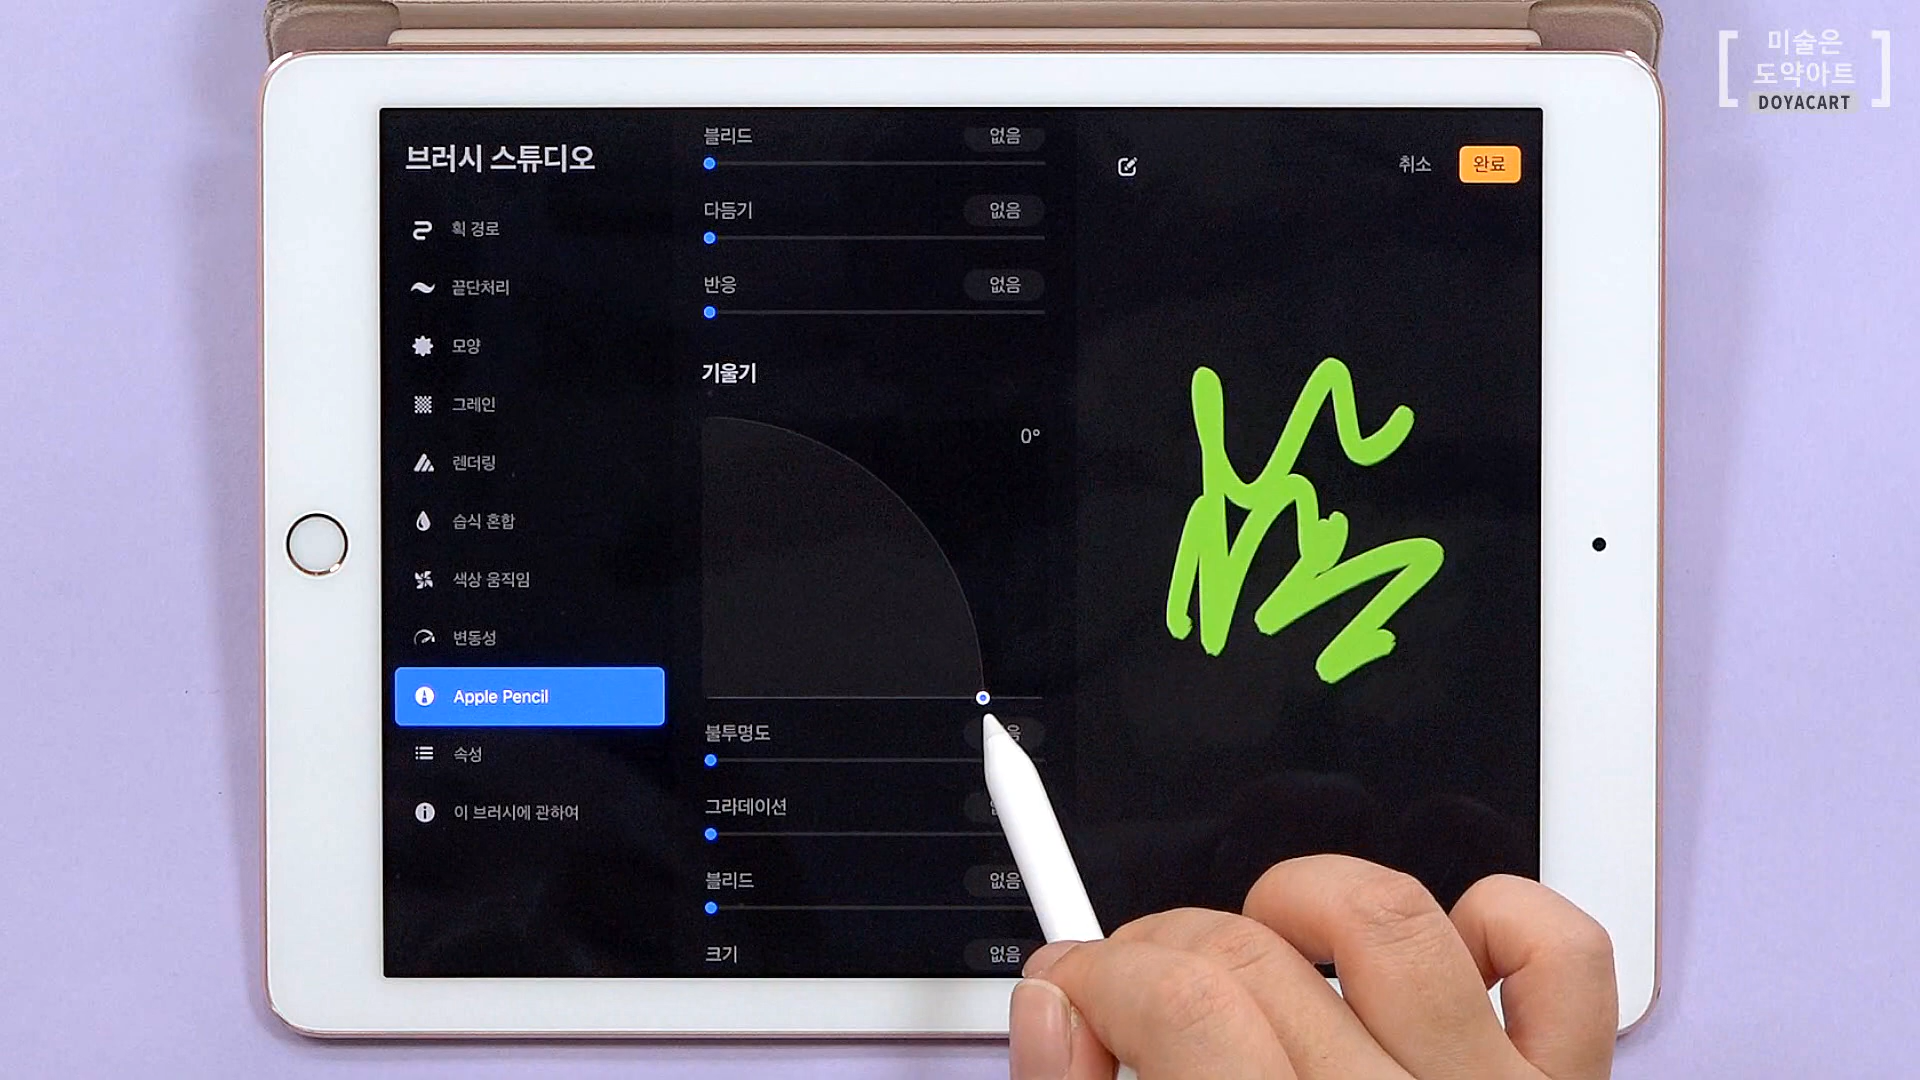 미술은
도약아트
DOYACART
브러시 스튜디오
획 경로
끝단처리
모양
그레인
렌더링
습식 혼합
색상 움직임
변동성
Apple Pencil
속성
이 브러시에 관하여
블리드 없음
다듬기 없음
반응 없음
기울기
0°
불투명도
그라데이션
블리드 없음
크기 없음
취소 완료